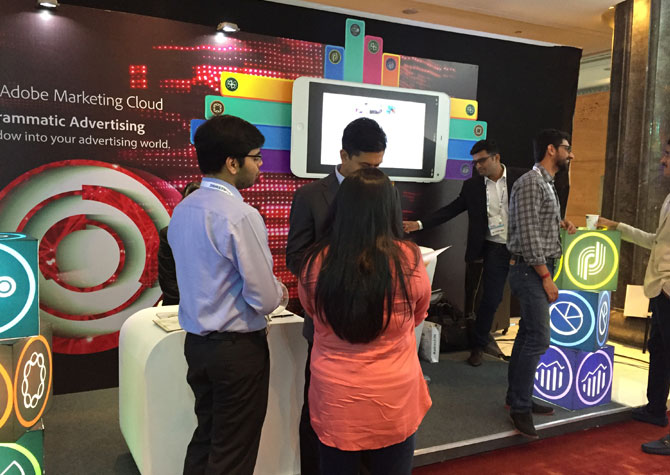 Adobe Marketing Cloud
rammatic Advertising
dow into your advertising world.